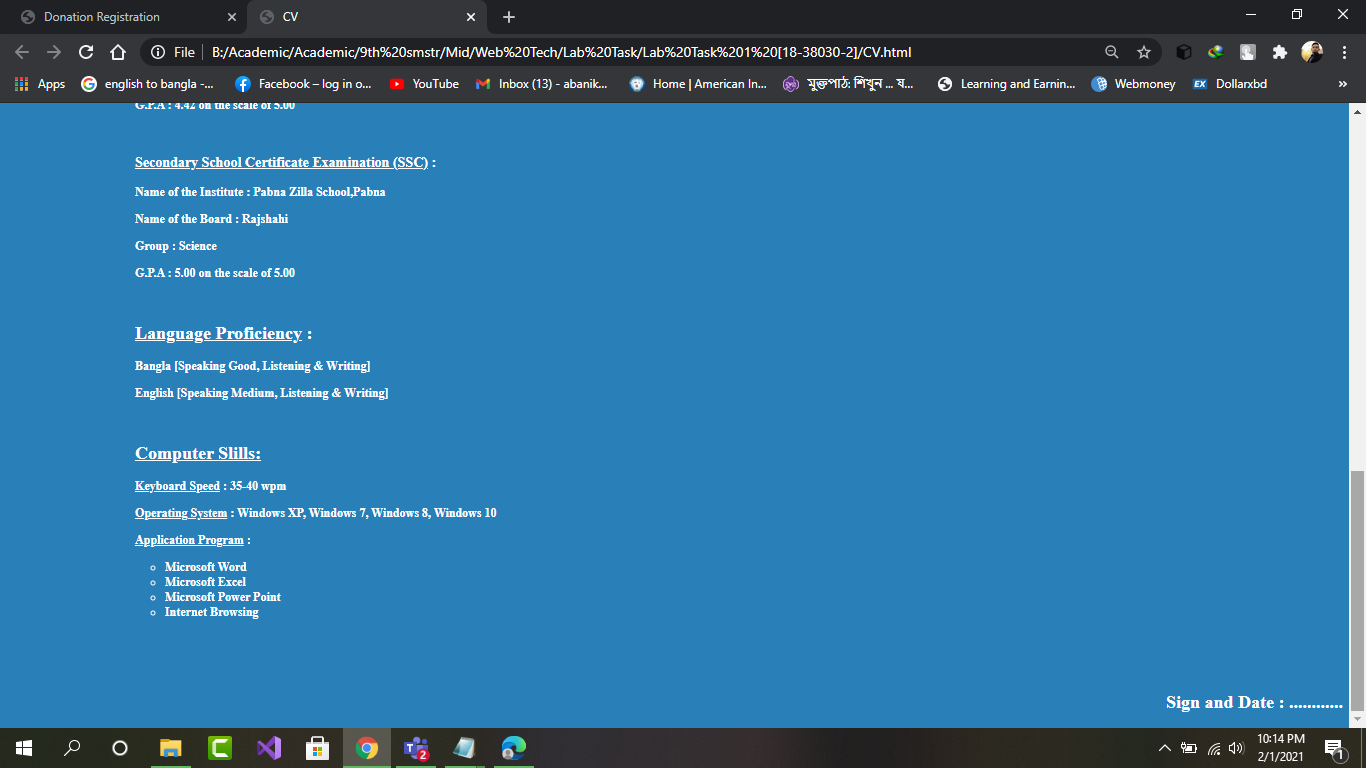 Donation Registration
CV
File
B:/Academic/Academic/9th%20smstr/Mid/Web%20Tech/Lab%20Task/Lab%20Task%201%20[18-38030-2]/CV.html
Apps
english to bangla -...
Facebook – log in o...
YouTube
Inbox (13) - abanik...
Home | American In...
মুক্তপাঠ: শিখুন ... য...
Learning and Earnin...
Webmoney
EX Dollarxbd
»
G.P.A : 4.42 on the scale of 5.00
Secondary School Certificate Examination (SSC) :
Name of the Institute : Pabna Zilla School,Pabna
Name of the Board : Rajshahi
Group : Science
G.P.A : 5.00 on the scale of 5.00
Language Proficiency :
Bangla [Speaking Good, Listening & Writing]
English [Speaking Medium, Listening & Writing]
Computer Slills:
Keyboard Speed : 35-40 wpm
Operating System : Windows XP, Windows 7, Windows 8, Windows 10
Application Program :
Microsoft Word
Microsoft Excel
Microsoft Power Point
Internet Browsing
Sign and Date : ............
2
10:14 PM
2/1/2021
1